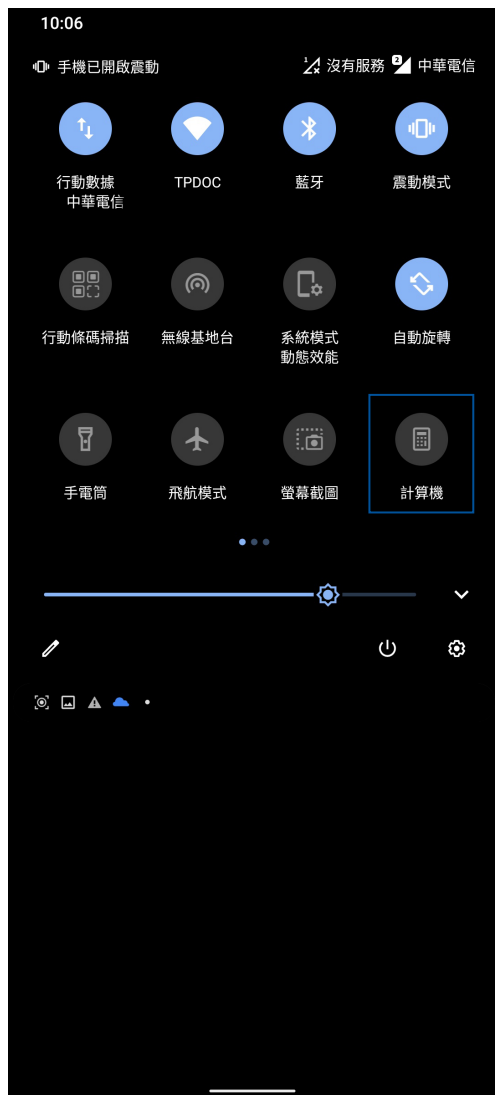 10:06
手機已開啟震動
1 沒有服務 2 中華電信
行動數據 TPDOC 藍牙 震動模式
中華電信
行動條碼掃描 無線基地台 系統模式 自動旋轉
動態效能
手電筒 飛航模式 螢幕截圖 計算機